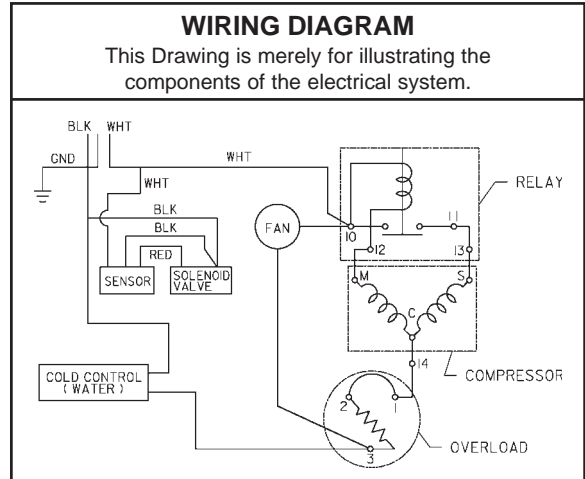 WIRING DIAGRAM
This Drawing is merely for illustrating the
components of the electrical system.
BLK WHT
GND
WHT
WHT
BLK
BLK
RED
SENSOR
SOLENOID
VALVE
FAN
RELAY
10
11
12
13
M
S
C
14
COMPRESSOR
COLD CONTROL
( WATER )
2
1
3
OVERLOAD